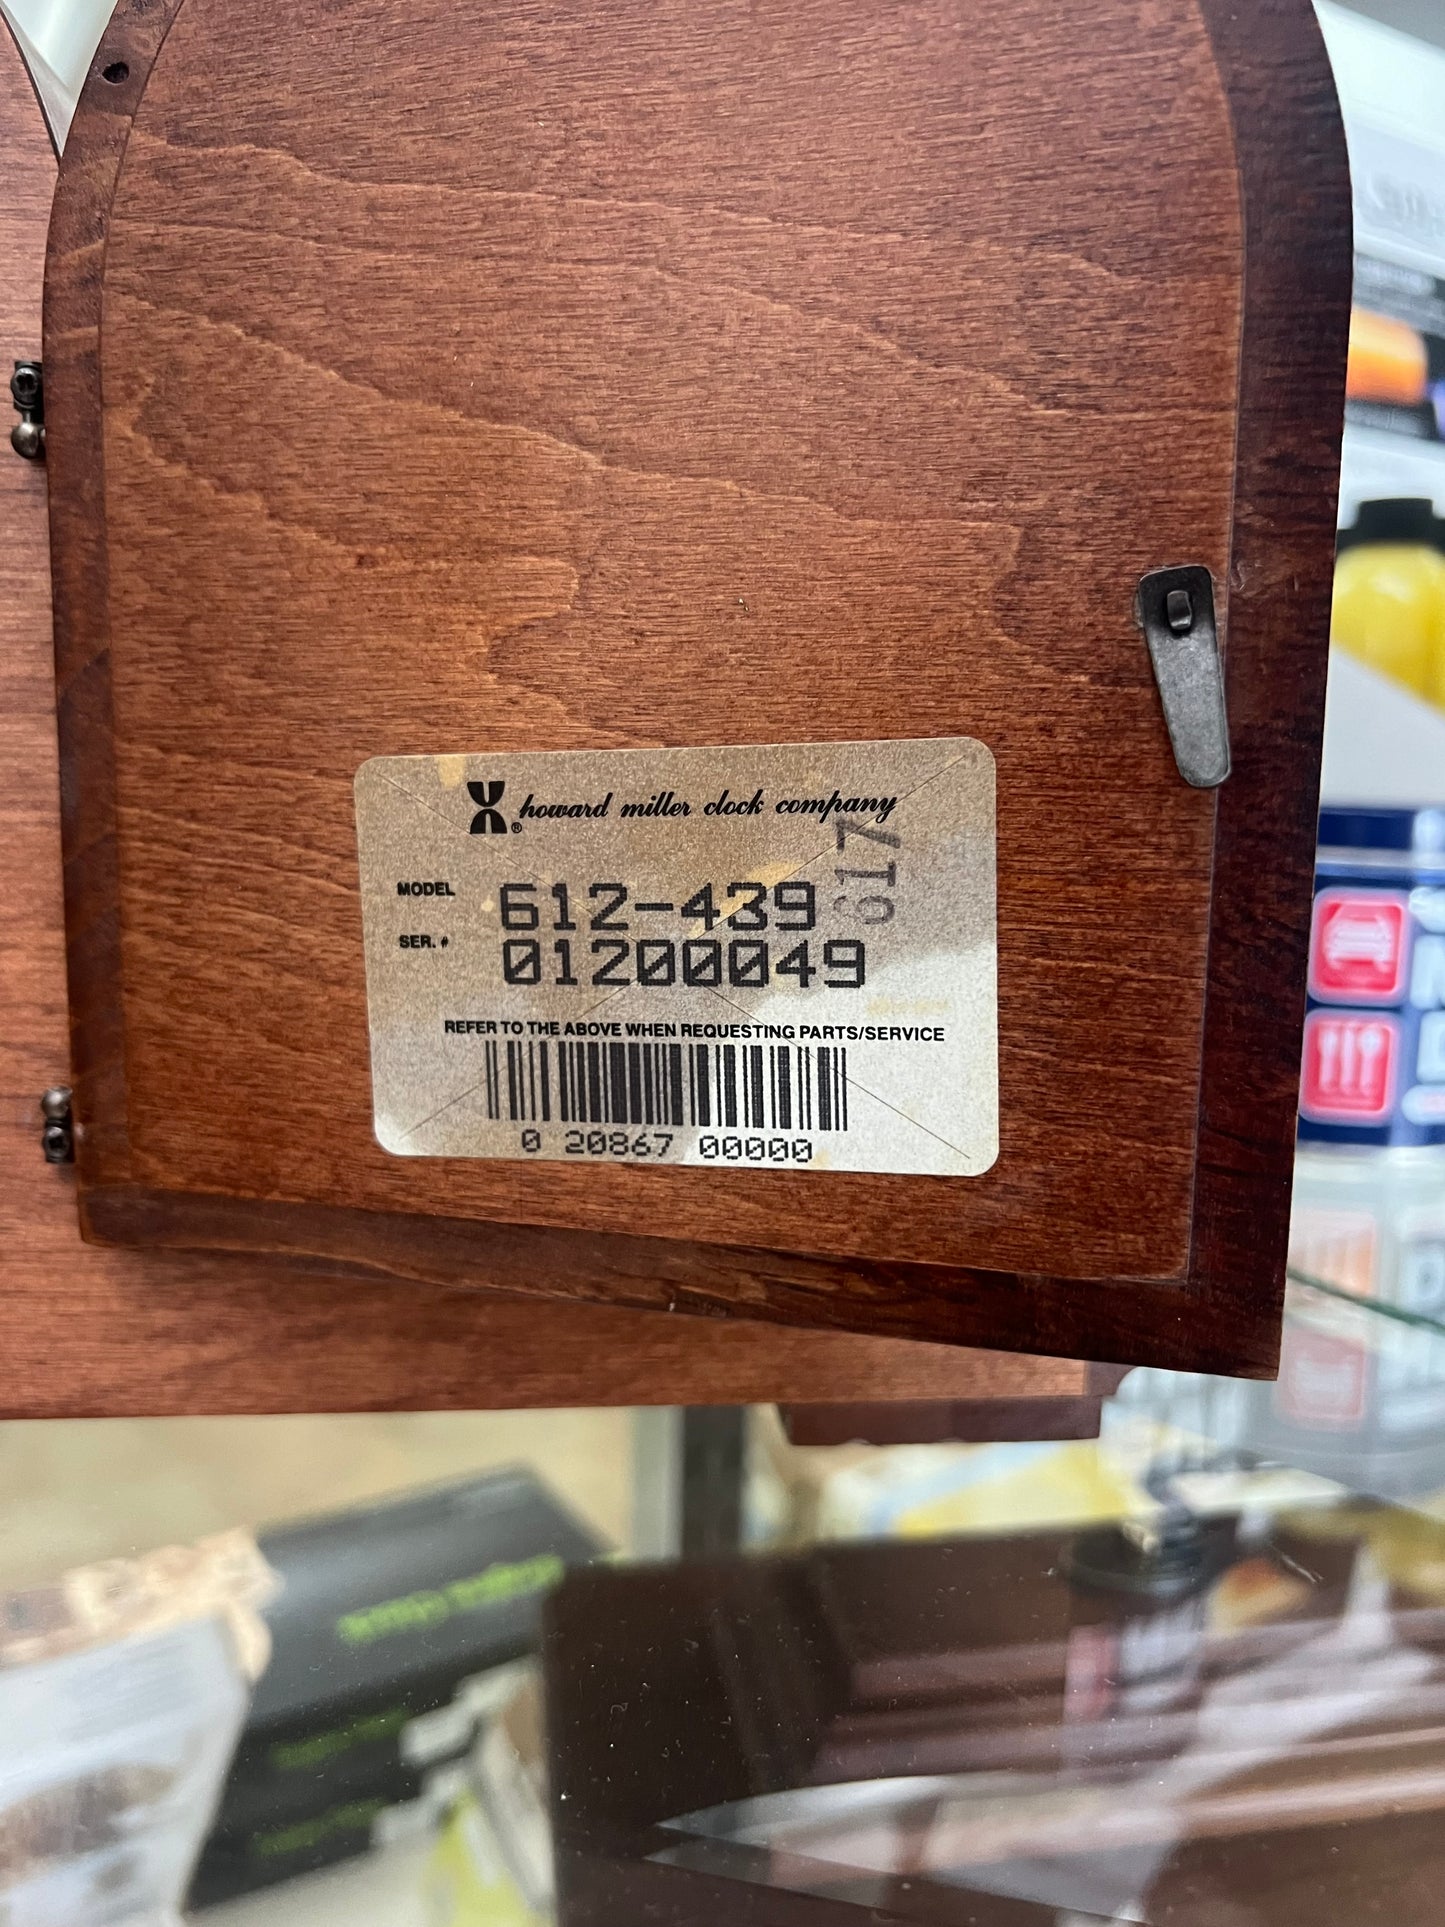 howard miller clock company
®
617
MODEL 612-439
SER. # 01200049
REFER TO THE ABOVE WHEN REQUESTING PARTS/SERVICE
0 20867 00000